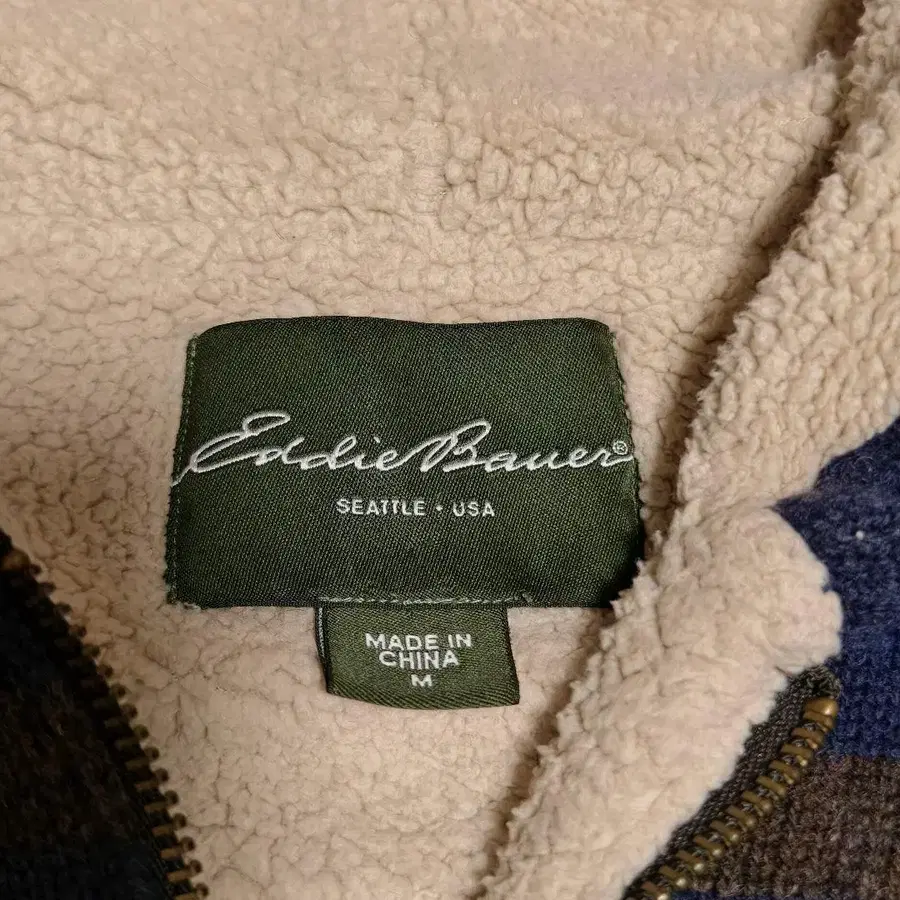 Eddie Bauer®
SEATTLE • USA
MADE IN
CHINA
M